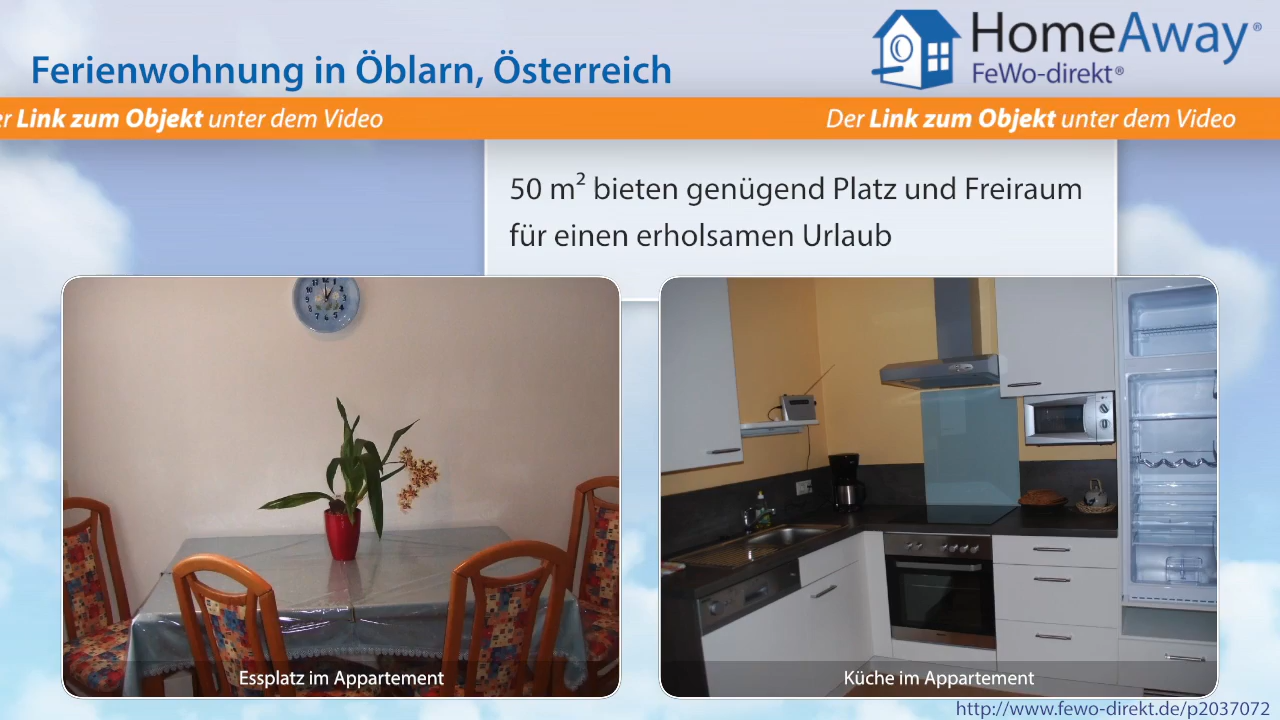 HomeAway®
FeWo-direkt®
Ferienwohnung in Öblarn, Österreich
er Link zum Objekt unter dem Video
Der Link zum Objekt unter dem Video
50 m² bieten genügend Platz und Freiraum
für einen erholsamen Urlaub
Essplatz im Appartement
Küche im Appartement
http://www.fewo-direkt.de/p2037072